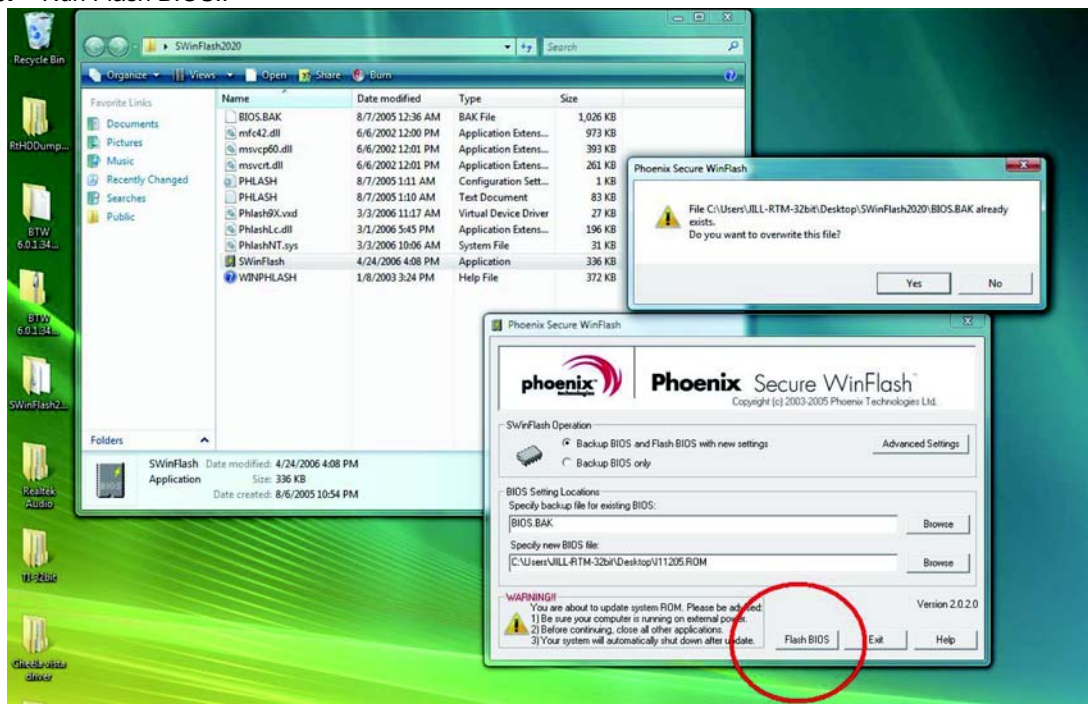 Run Flash BIOS..
Recycle Bin
SWinFlash2020
Search
Organize Views Open Share Burn
Favorite Links
Documents
Pictures
Music
Recently Changed
Searches
Public
Folders
Name Date modified Type Size
BIOS.BAK 8/7/2005 12:36 AM BAK File 1,026 KB
mfc42.dll 6/6/2002 12:00 PM Application Extens... 973 KB
msvcp60.dll 6/6/2002 12:01 PM Application Extens... 393 KB
msvcrt.dll 6/6/2002 12:01 PM Application Extens... 261 KB
PHLASH 8/7/2005 1:11 AM Configuration Sett... 1 KB
PHLASH 8/7/2005 1:10 AM Text Document 83 KB
Phlash9X.vxd 3/3/2006 11:17 AM Virtual Device Driver 27 KB
PhlashLc.dll 3/1/2006 5:45 PM Application Extens... 196 KB
PhlashNT.sys 3/3/2006 10:06 AM System File 31 KB
SWinFlash 4/24/2006 4:08 PM Application 336 KB
WINPHLASH 1/8/2003 3:24 PM Help File 372 KB
SWinFlash Date modified: 4/24/2006 4:08 PM
Application Size: 336 KB
Date created: 8/6/2005 10:54 PM
RtHDDump...
BTW
6.0.1.34...
BTW
6.0.1.34...
SWinFlash2...
Realtek
Audio
TI-32bit
driver
Phoenix Secure WinFlash
File C:\Users\JILL-RTM-32bit\Desktop\SWinFlash2020\BIOS.BAK already
exists.
Do you want to overwrite this file?
Yes No
Phoenix Secure WinFlash
phoenix
technologies
Phoenix Secure WinFlash™
Copyright (c) 2003-2005 Phoenix Technologies Ltd.
SWinFlash Operation
Backup BIOS and Flash BIOS with new settings
Advanced Settings
Backup BIOS only
BIOS Setting Locations
Specify backup file for existing BIOS:
BIOS.BAK
Browse
Specify new BIOS file:
C:\Users\JILL-RTM-32bit\Desktop\I11205.ROM
Browse
WARNING!!
You are about to update system ROM. Please be advised:
1) Be sure your computer is running on external power.
2) Before continuing, close all other applications.
3) Your system will automatically shut down after update.
Version 2.0.2.0
Flash BIOS Exit Help